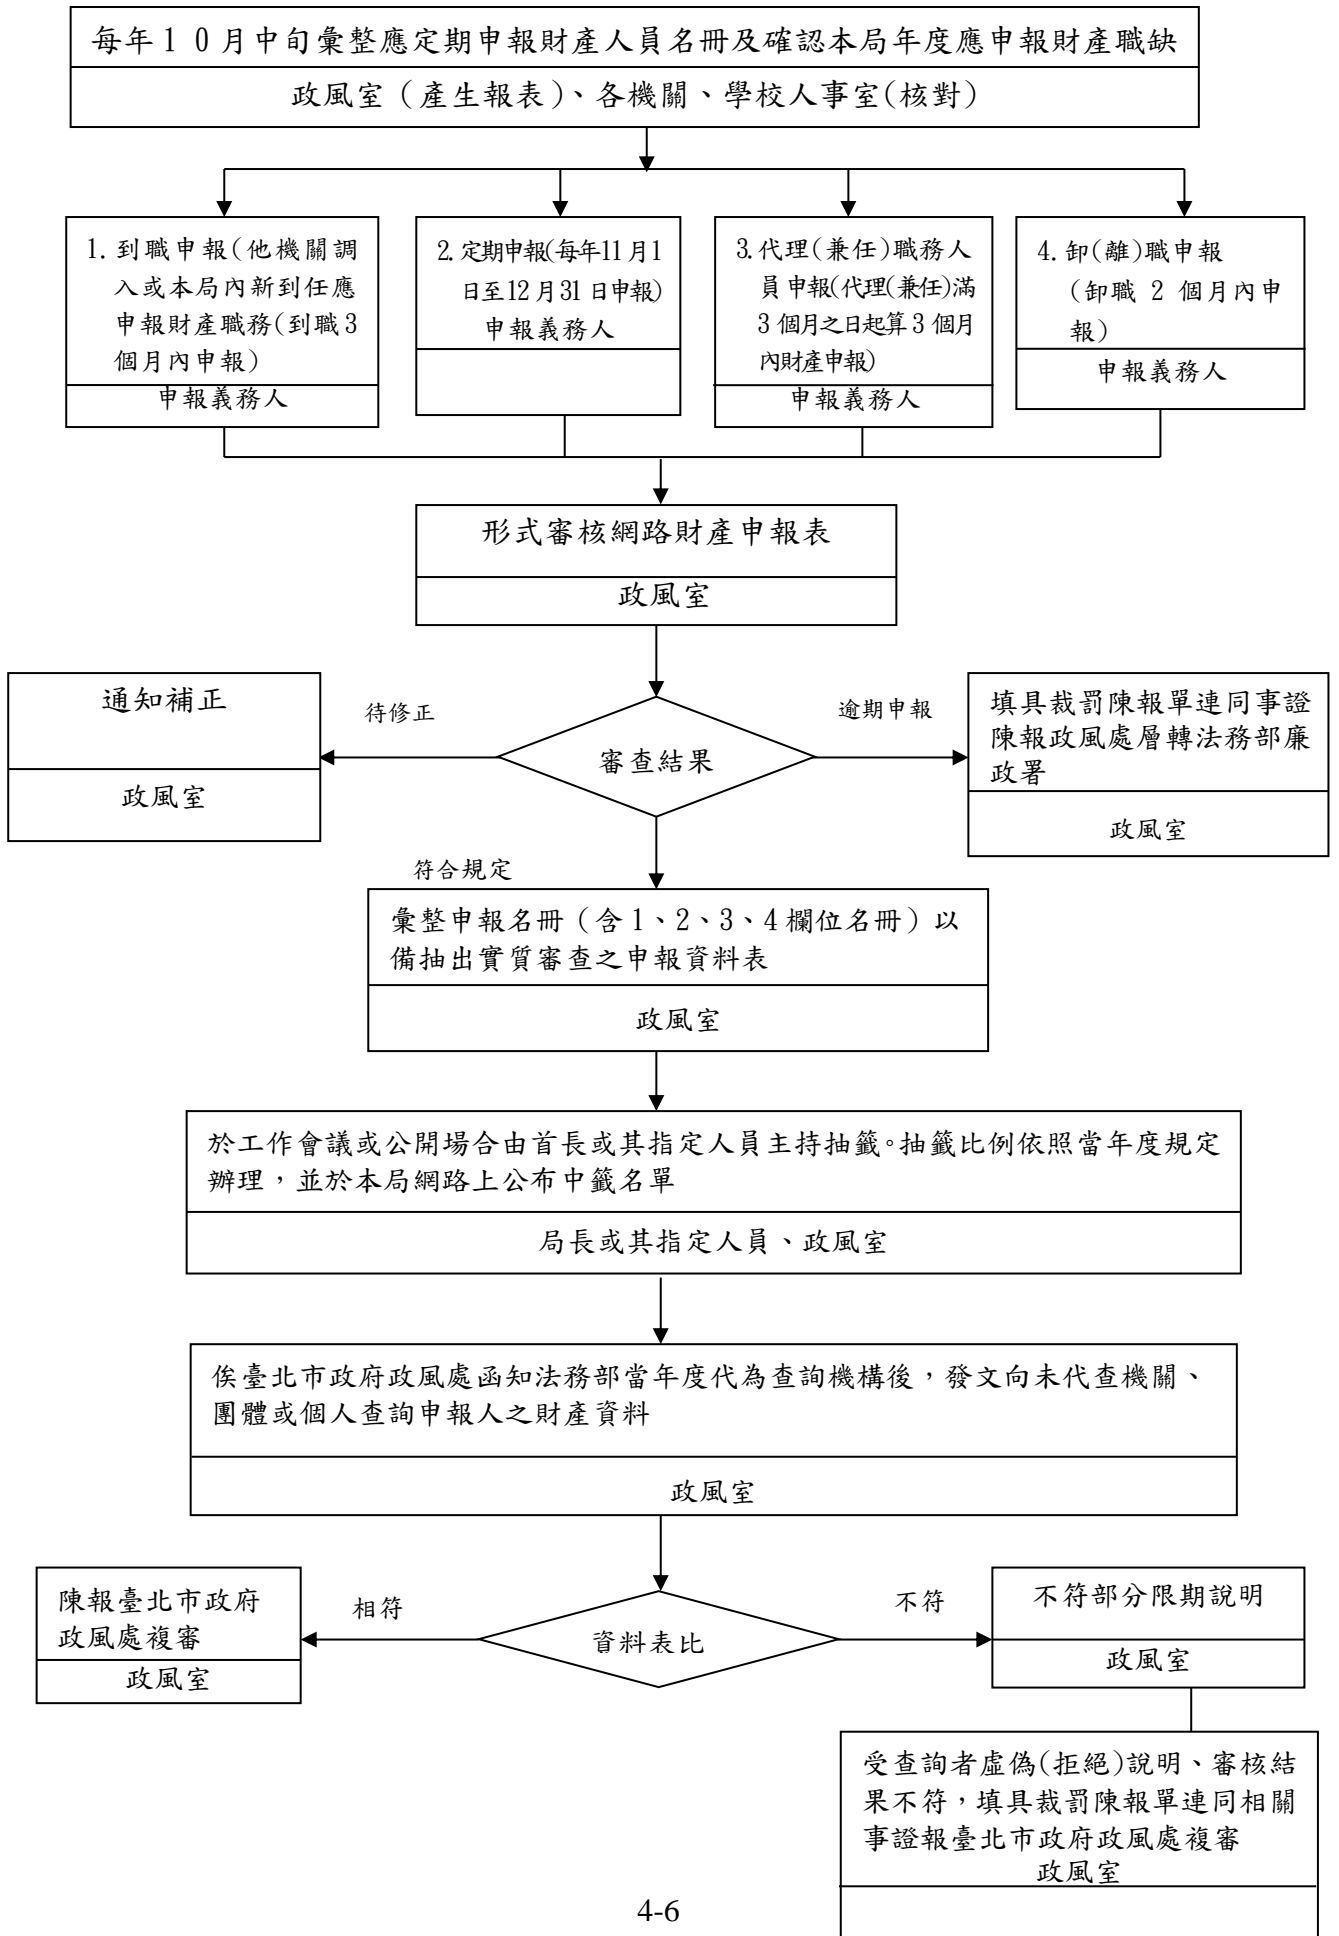 每年10月中旬彙整應定期申報財產人員名冊及確認本局年度應申報財產職缺
政風室（產生報表）、各機關、學校人事室(核對)
1. 到職申報(他機關調
入或本局內新到任應
申報財產職務(到職3
個月內申報)
申報義務人
2. 定期申報(每年11月1
日至12月31日申報)
申報義務人
3. 代理(兼任)職務人
員申報(代理(兼任)滿
3個月之日起算3個月
內財產申報)
申報義務人
4. 卸(離)職申報
(卸職 2 個月內申
報)
申報義務人
形式審核網路財產申報表
政風室
通知補正
政風室
待修正
審查結果
逾期申報
填具裁罰陳報單連同事證
陳報政風處層轉法務部廉
政署
政風室
符合規定
彙整申報名冊（含1、2、3、4欄位名冊）以
備抽出實質審查之申報資料表
政風室
於工作會議或公開場合由首長或其指定人員主持抽籤。抽籤比例依照當年度規定
辦理，並於本局網路上公布中籤名單
局長或其指定人員、政風室
俟臺北市政府政風處函知法務部當年度代為查詢機構後，發文向未代查機關、
團體或個人查詢申報人之財產資料
政風室
陳報臺北市政府
政風處複審
政風室
相符
資料表比
不符
不符部分限期說明
政風室
受查詢者虛偽(拒絕)說明、審核結
果不符，填具裁罰陳報單連同相關
事證報臺北市政府政風處複審
政風室
4-6